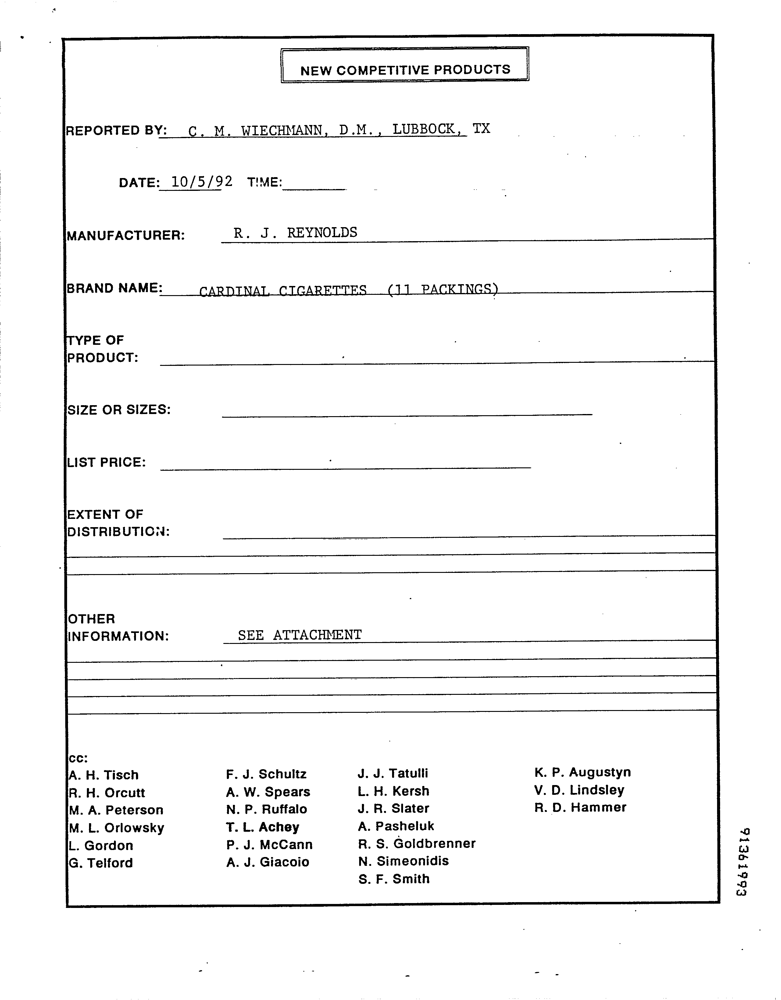 NEW COMPETITIVE PRODUCTS
REPORTED BY: C. M. WIECHMANN, D.M., LUBBOCK, TX
DATE: 10/5/92 TIME:
MANUFACTURER: R. J. REYNOLDS
BRAND NAME: CARDINAL CIGARETTES (11 PACKINGS)
TYPE OF
PRODUCT:
SIZE OR SIZES:
LIST PRICE:
EXTENT OF
DISTRIBUTION:
OTHER
INFORMATION: SEE ATTACHMENT
cc:
A. H. Tisch F. J. Schultz J. J. Tatulli K. P. Augustyn
R. H. Orcutt A. W. Spears L. H. Kersh V. D. Lindsley
M. A. Peterson N. P. Ruffalo J. R. Slater R. D. Hammer
M. L. Orlowsky T. L. Achey A. Pasheluk
L. Gordon P. J. McCann R. S. Goldbrenner
G. Telford A. J. Giacoio N. Simeonidis
S. F. Smith
91361993